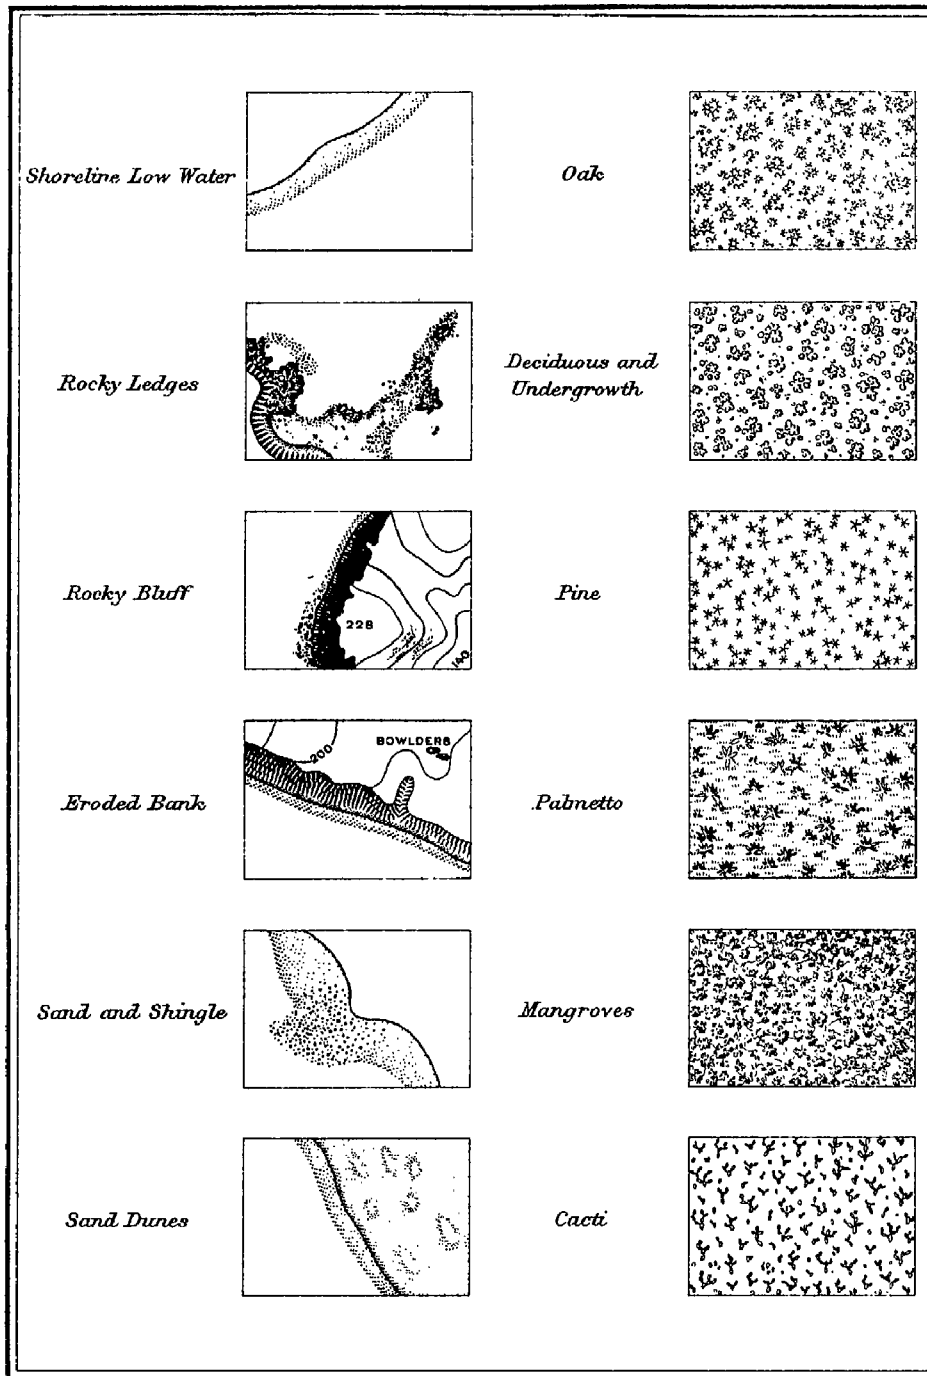 Shoreline Low Water
Oak
Rocky Ledges
Deciduous and
Undergrowth
Rocky Bluff
228
140
Pine
Eroded Bank
200
BOWLDERS
Palmetto
Sand and Shingle
Mangroves
Sand Dunes
Cacti